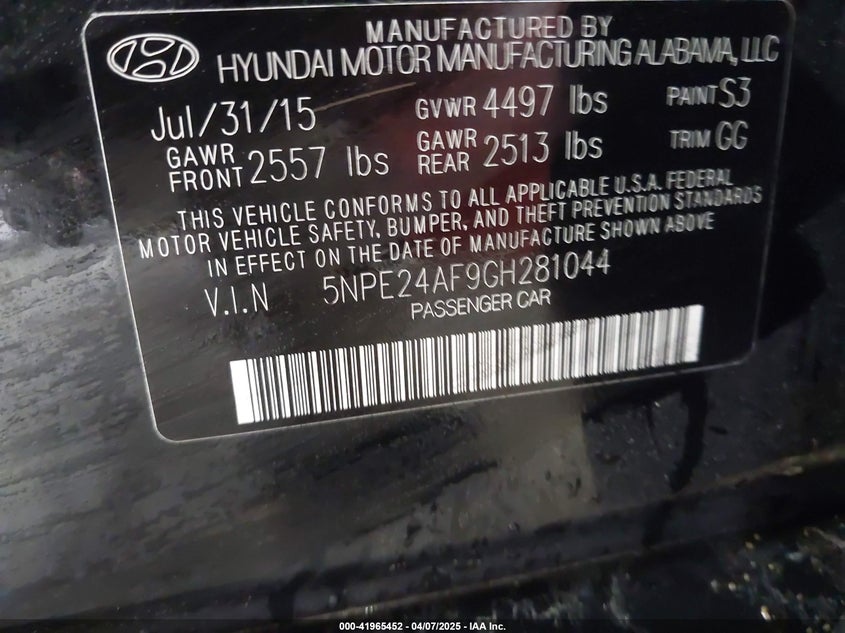 MANUFACTURED BY
HYUNDAI MOTOR MANUFACTURING ALABAMA, LLC
Jul/31/15 GVWR 4497 lbs PAINT S3
GAWR FRONT 2557 lbs GAWR REAR 2513 lbs TRIM GG
THIS VEHICLE CONFORMS TO ALL APPLICABLE U.S.A. FEDERAL
MOTOR VEHICLE SAFETY, BUMPER, AND THEFT PREVENTION STANDARDS
IN EFFECT ON THE DATE OF MANUFACTURE SHOWN ABOVE
V.I.N 5NPE24AF9GH281044
PASSENGER CAR
000-41965452 - 04/07/2025 - IAA Inc.